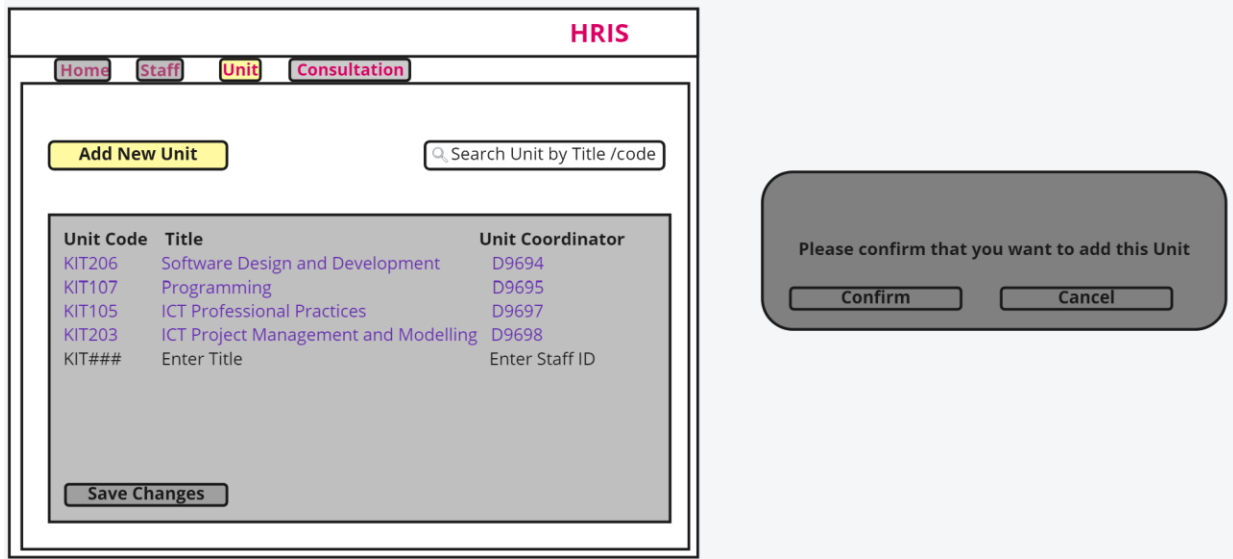 HRIS
Home Staff Unit Consultation
Add New Unit Search Unit by Title /code
Unit Code Title Unit Coordinator
KIT206 Software Design and Development D9694
KIT107 Programming D9695
KIT105 ICT Professional Practices D9697
KIT203 ICT Project Management and Modelling D9698
KIT### Enter Title Enter Staff ID
Save Changes
Please confirm that you want to add this Unit
Confirm Cancel